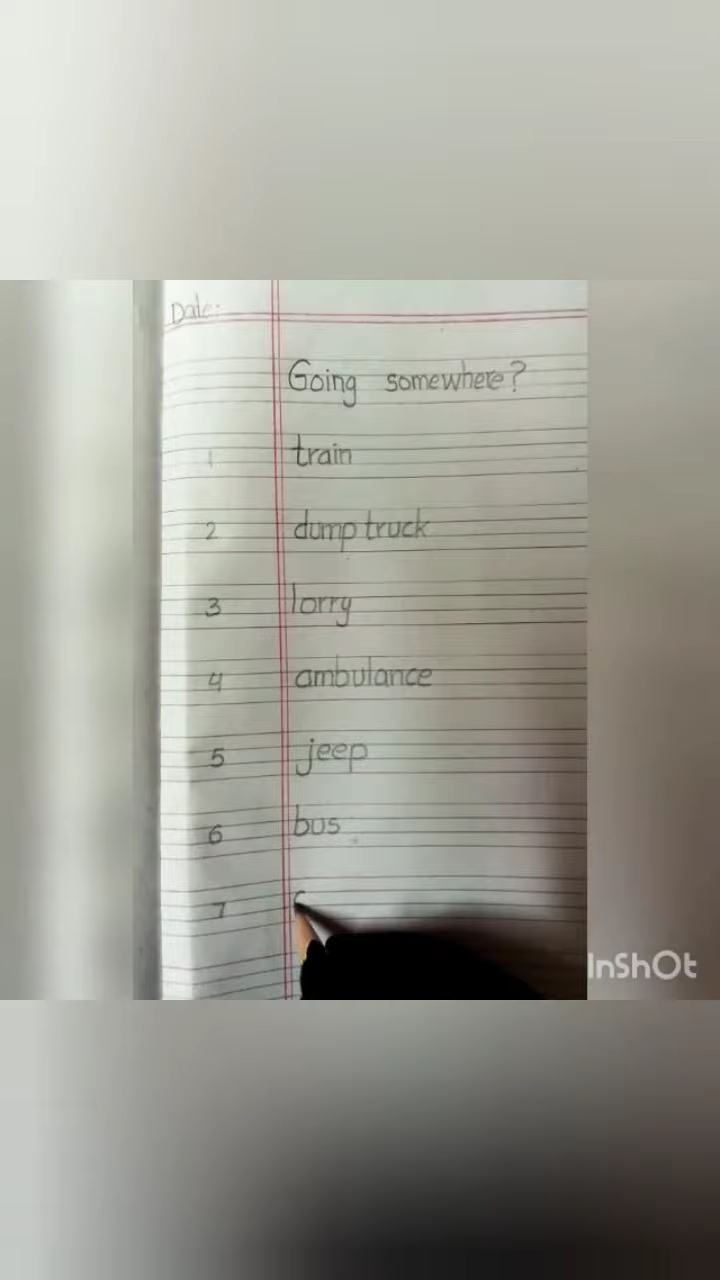 Date:
Going somewhere?
1 train
2 dump truck
3 lorry
4 ambulance
5 jeep
6 bus
7
InShOt